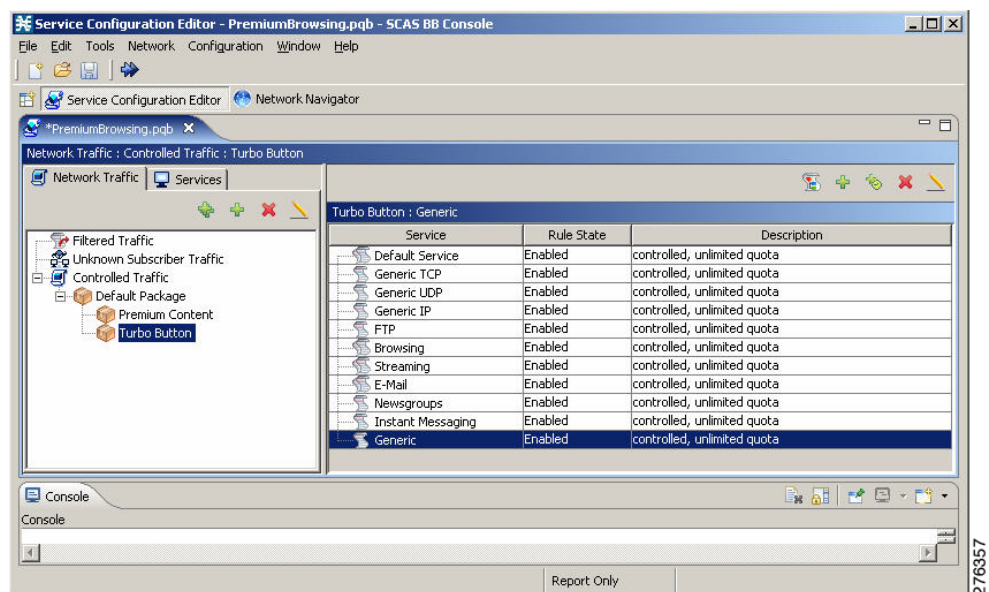 Service Configuration Editor - PremiumBrowsing.pqb - SCAS BB Console
File Edit Tools Network Configuration Window Help
Service Configuration Editor Network Navigator
*PremiumBrowsing.pqb
Network Traffic : Controlled Traffic : Turbo Button
Network Traffic Services
Filtered Traffic
Unknown Subscriber Traffic
Controlled Traffic
Default Package
Premium Content
Turbo Button
Turbo Button : Generic
Service Rule State Description
Default Service Enabled controlled, unlimited quota
Generic TCP Enabled controlled, unlimited quota
Generic UDP Enabled controlled, unlimited quota
Generic IP Enabled controlled, unlimited quota
FTP Enabled controlled, unlimited quota
Browsing Enabled controlled, unlimited quota
Streaming Enabled controlled, unlimited quota
E-Mail Enabled controlled, unlimited quota
Newsgroups Enabled controlled, unlimited quota
Instant Messaging Enabled controlled, unlimited quota
Generic Enabled controlled, unlimited quota
Console
Console
Report Only
276357